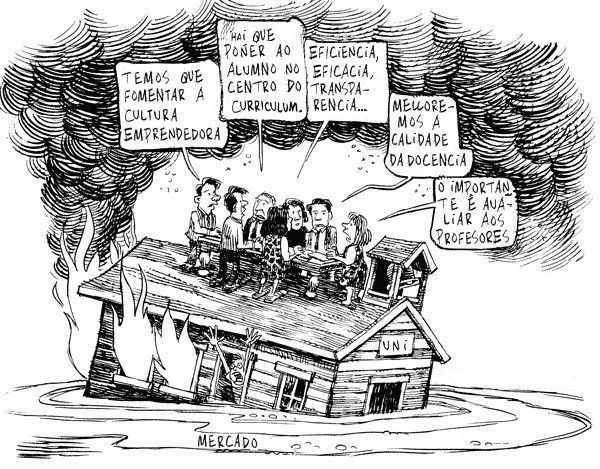 TEMOS QUE
FOMENTAR A
CULTURA
EMPRENDEDORA
HAI QUE
POÑER AO
ALUMNO NO
CENTRO DO
CURRICULUM.
EFICIENCIA,
EFICACIA,
TRANSPA-
RENCIA...
MELLORE-
MOS A
CALIDADE
DA DOCENCIA
O IMPORTAN
TE É AVA-
LIAR AOS
PROFESORES
UNI
MERCADO